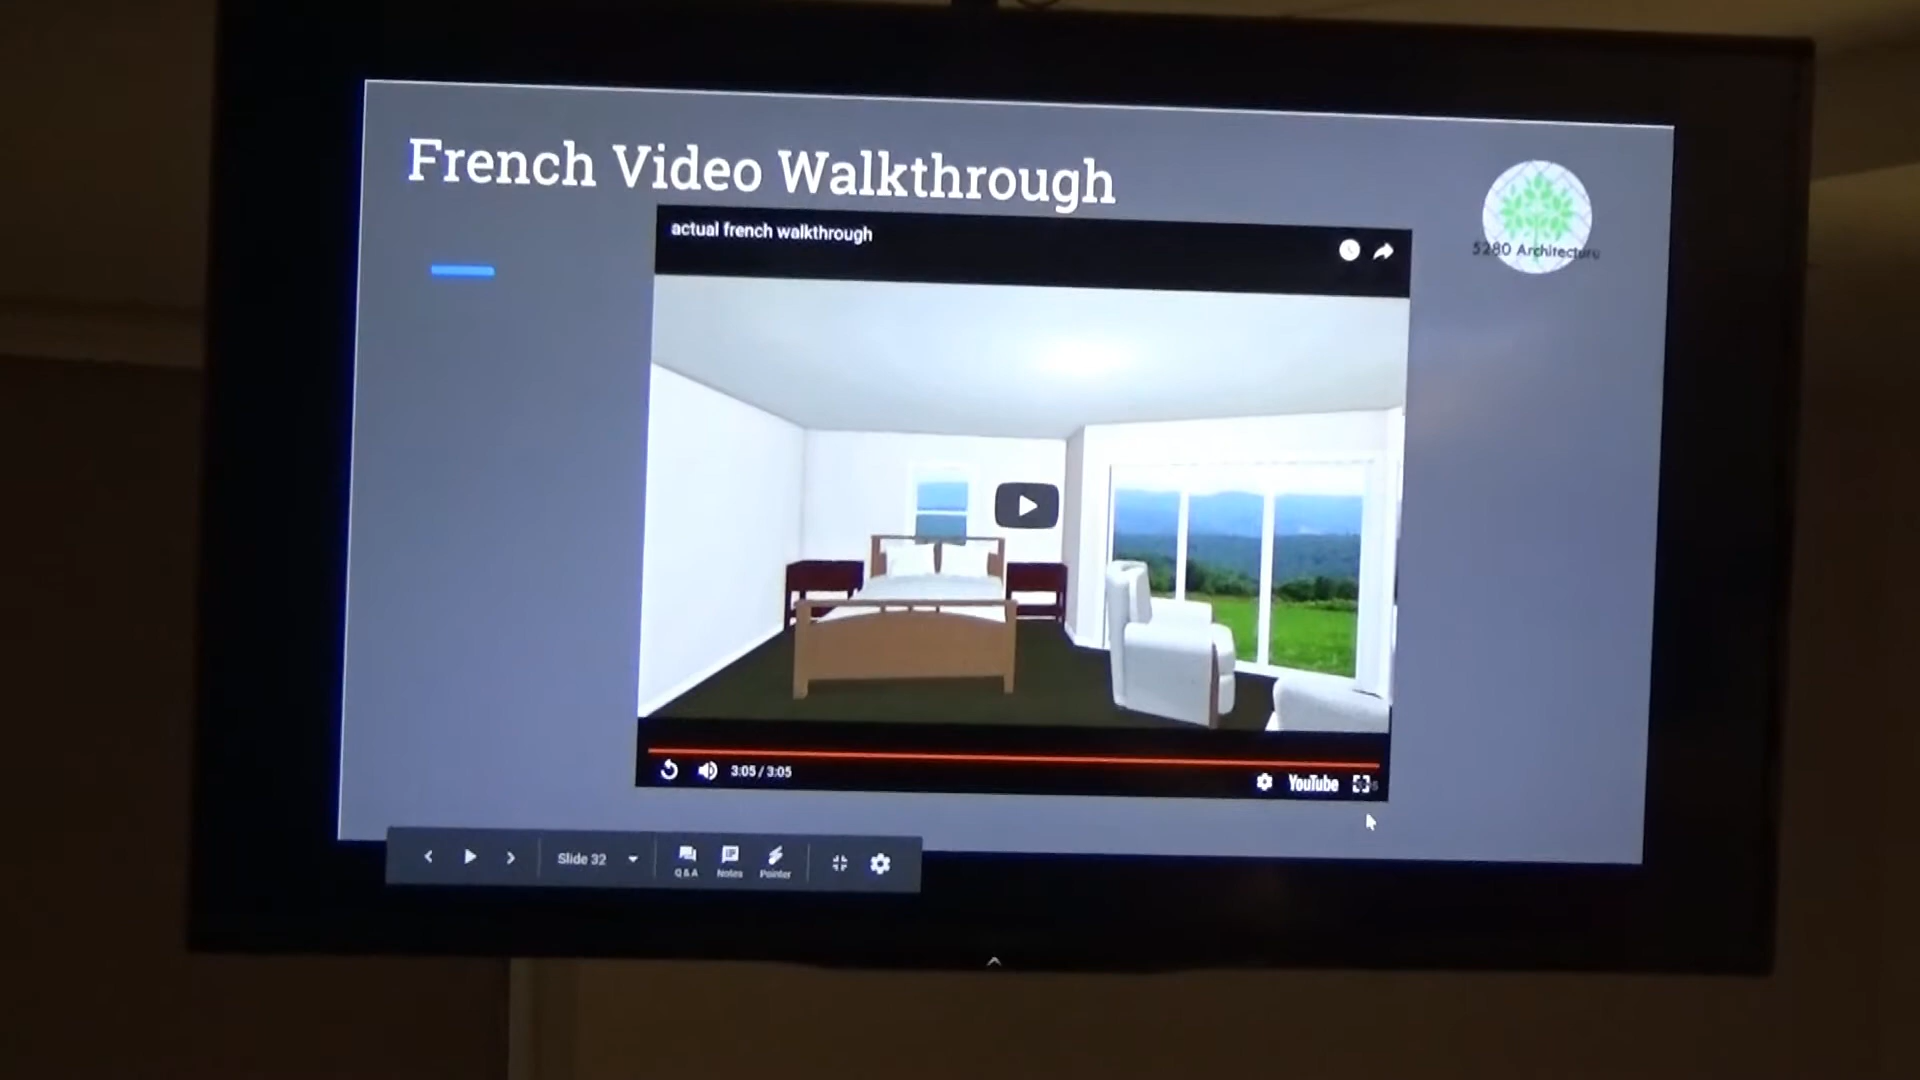 French Video Walkthrough
actual french walkthrough
5280 Architecture
3:05 / 3:05
YouTube
Slide 32
Q & A
Notes
Pointer